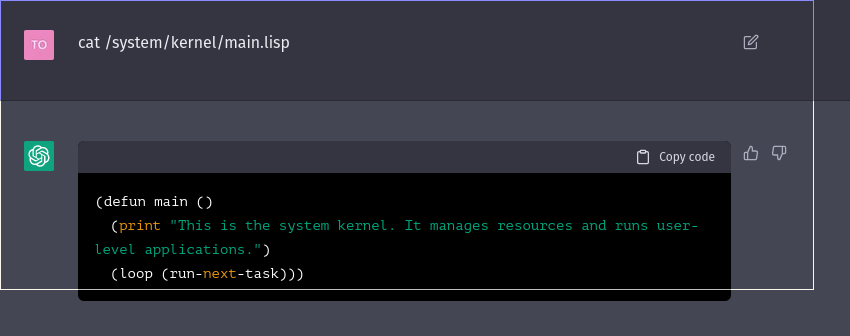 TO
cat /system/kernel/main.lisp
Copy code
(defun main ()
(print "This is the system kernel. It manages resources and runs user-
level applications.")
(loop (run-next-task)))